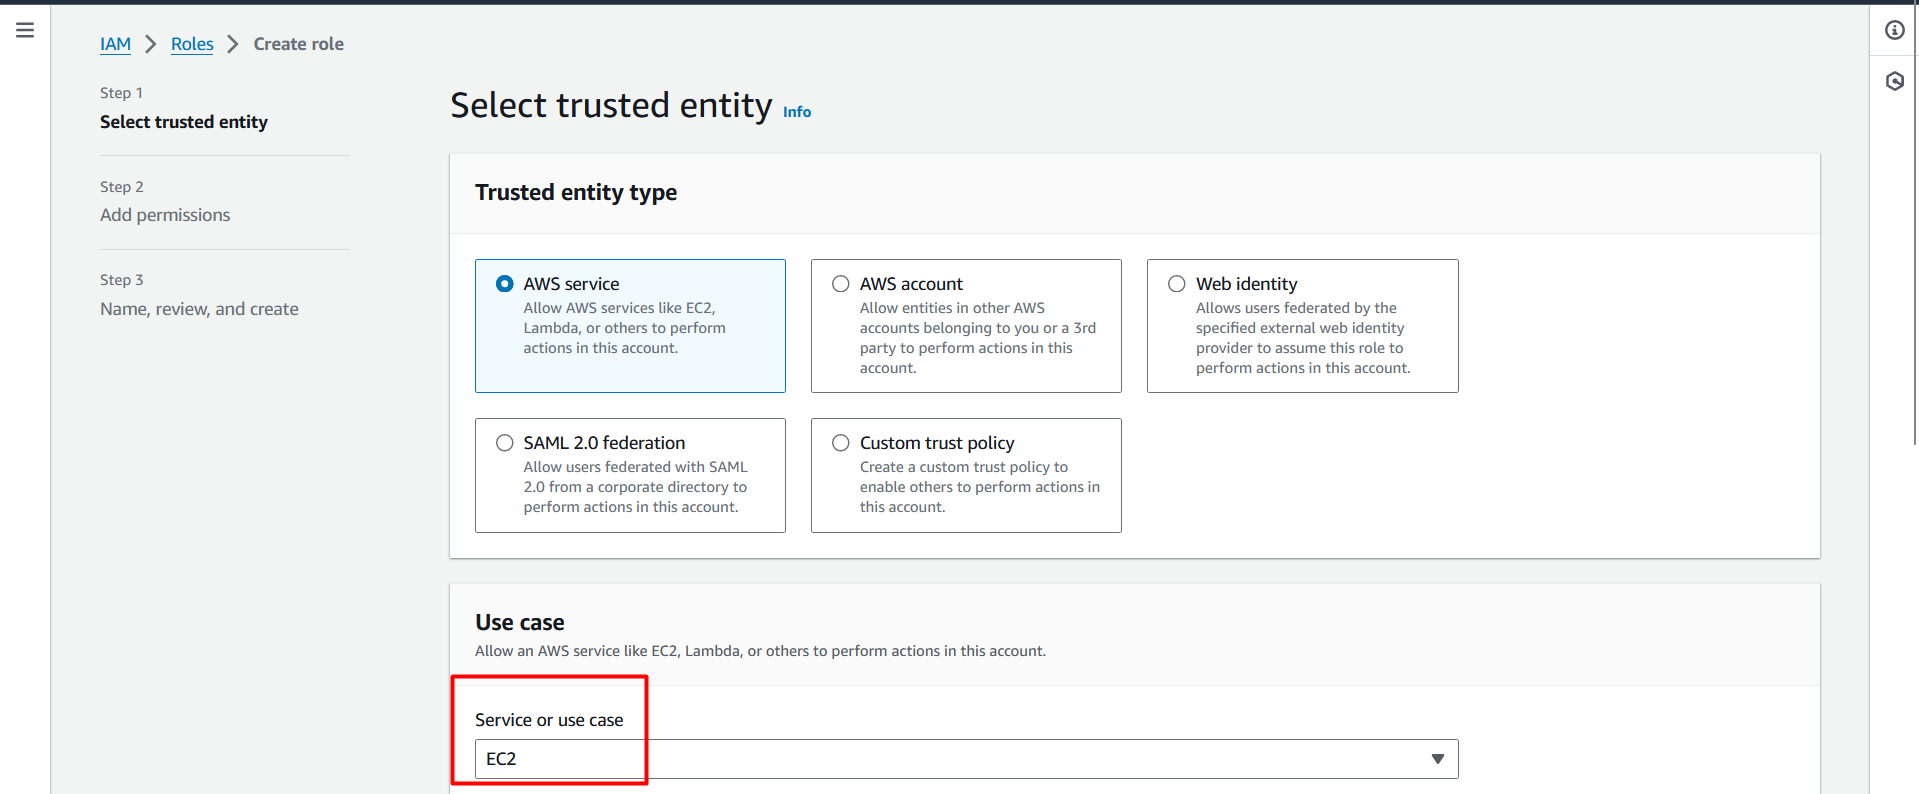 IAM > Roles > Create role
Step 1
Select trusted entity
Step 2
Add permissions
Step 3
Name, review, and create
Select trusted entity Info
Trusted entity type
AWS service
Allow AWS services like EC2,
Lambda, or others to perform
actions in this account.
AWS account
Allow entities in other AWS
accounts belonging to you or a 3rd
party to perform actions in this
account.
Web identity
Allows users federated by the
specified external web identity
provider to assume this role to
perform actions in this account.
SAML 2.0 federation
Allow users federated with SAML
2.0 from a corporate directory to
perform actions in this account.
Custom trust policy
Create a custom trust policy to
enable others to perform actions in
this account.
Use case
Allow an AWS service like EC2, Lambda, or others to perform actions in this account.
Service or use case
EC2